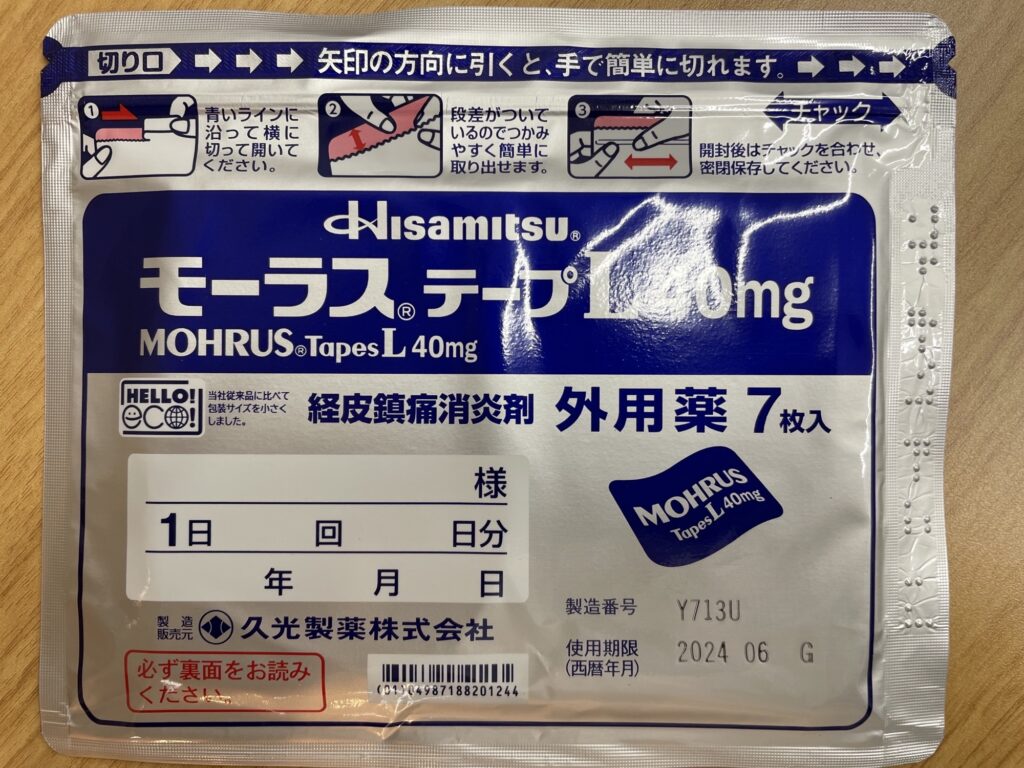 切り口 矢印の方向に引くと、手で簡単に切れます。
1
青いラインに
沿って横に
切って開いて
ください。
2
段差がついて
いるのでつかみ
やすく簡単に
取り出せます。
3
チャック
開封後はチャックを合わせ、
密閉保存してください。
Hisamitsu®
モーラス®テープL40mg
MOHRUS®Tapes L 40mg
HELLO!
eco!
当社従来品に比べて
包装サイズを小さく
しました。
経皮鎮痛消炎剤 外用薬 7枚入
様
1日 回 日分
年 月 日
MOHRUS
Tapes L 40mg
製造
販売元 久光製薬株式会社
製造番号 Y713U
使用期限
(西暦年月) 2024 06 G
必ず裏面をお読み
ください。
(01)04987188201244